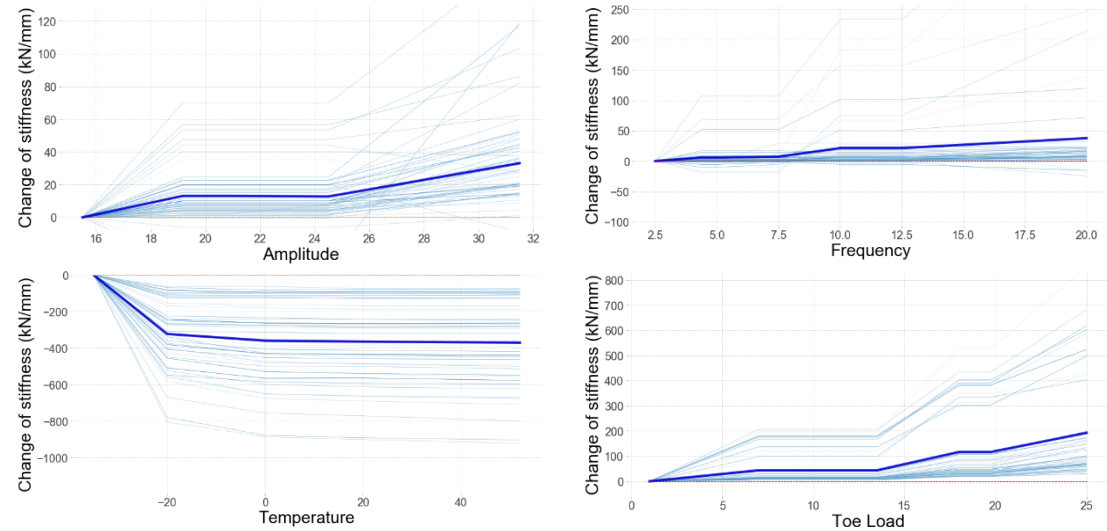 Change of stiffness (kN/mm)
120
100
80
60
40
20
0
16 18 20 22 24 26 28 30 32
Amplitude
Change of stiffness (kN/mm)
250
200
150
100
50
0
−50
−100
2.5 5.0 7.5 10.0 12.5 15.0 17.5 20.0
Frequency
Change of stiffness (kN/mm)
0
−200
−400
−600
−800
−1000
−20 0 20 40
Temperature
Change of stiffness (kN/mm)
800
700
600
500
400
300
200
100
0
5 10 15 20 25
Toe Load